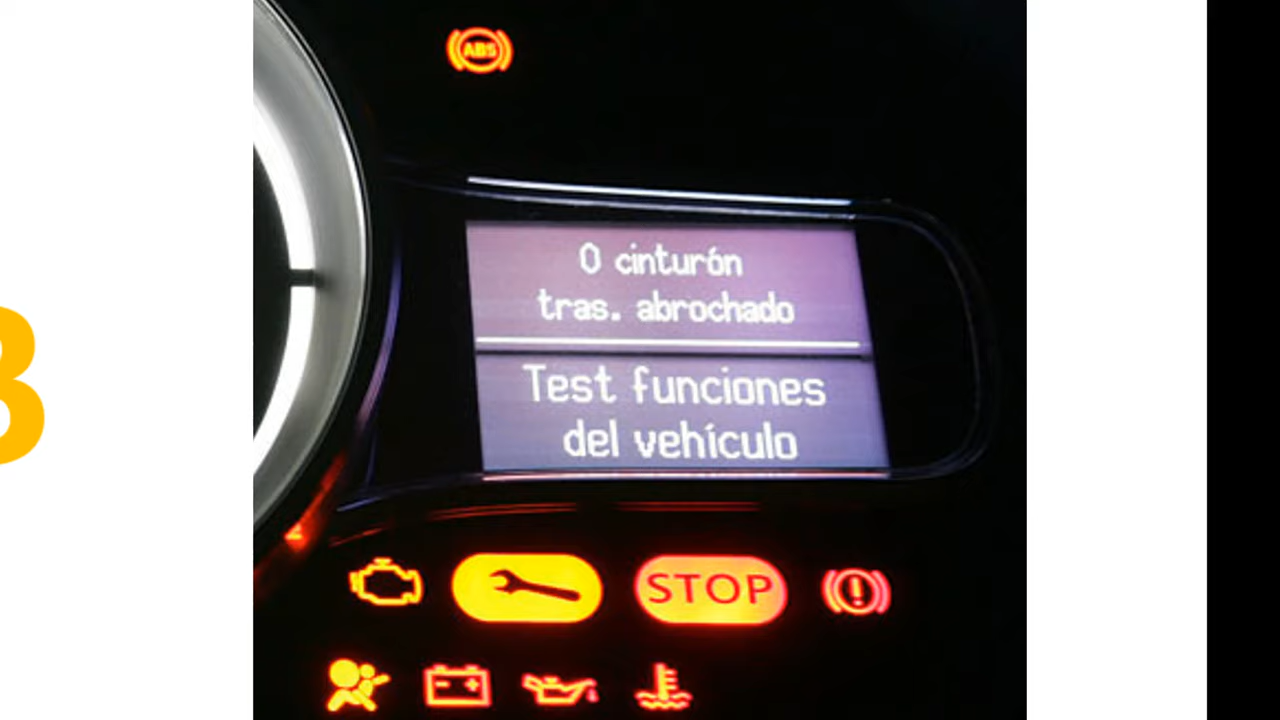 ABS
0 cinturón
tras. abrochado
Test funciones
del vehículo
STOP